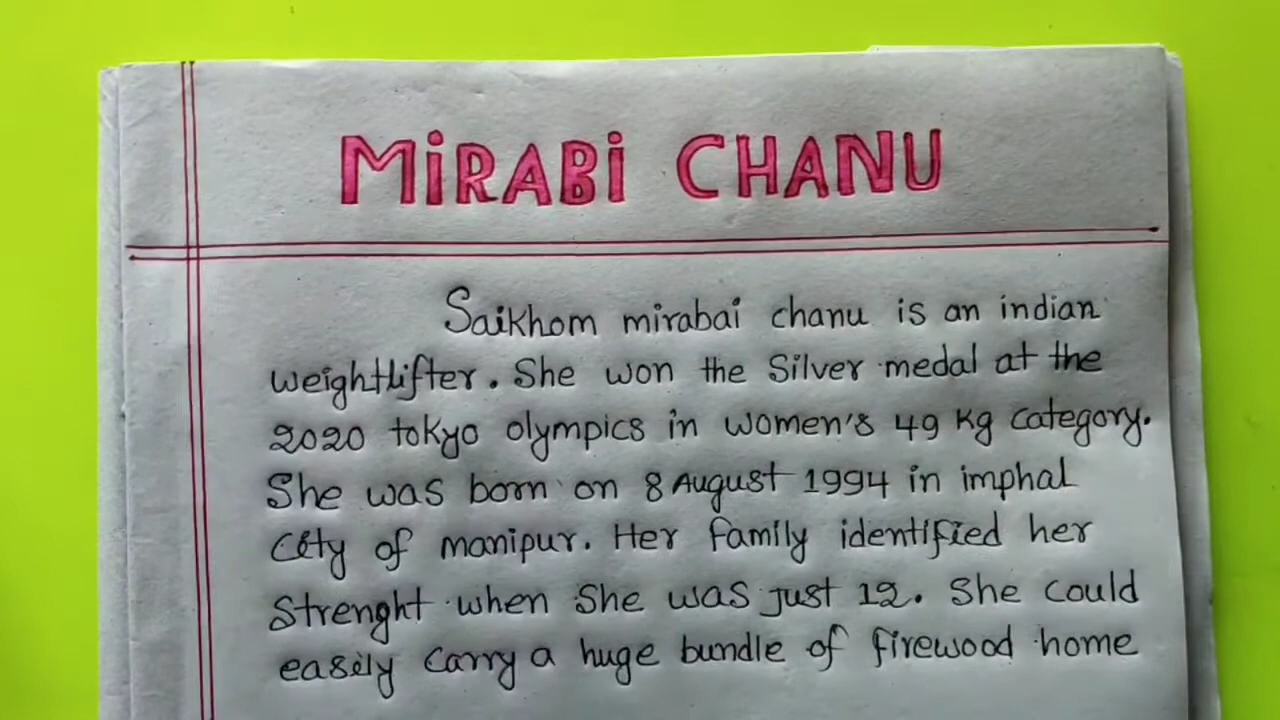 MiRABi CHANU
Saikhom mirabai chanu is an indian
weightlifter. She won the Silver medal at the
2020 tokyo olympics in women's 49 kg category.
She was born on 8 August 1994 in imphal
city of manipur. Her family identified her
Strenght when She was just 12. She could
easily carry a huge bundle of firewood home